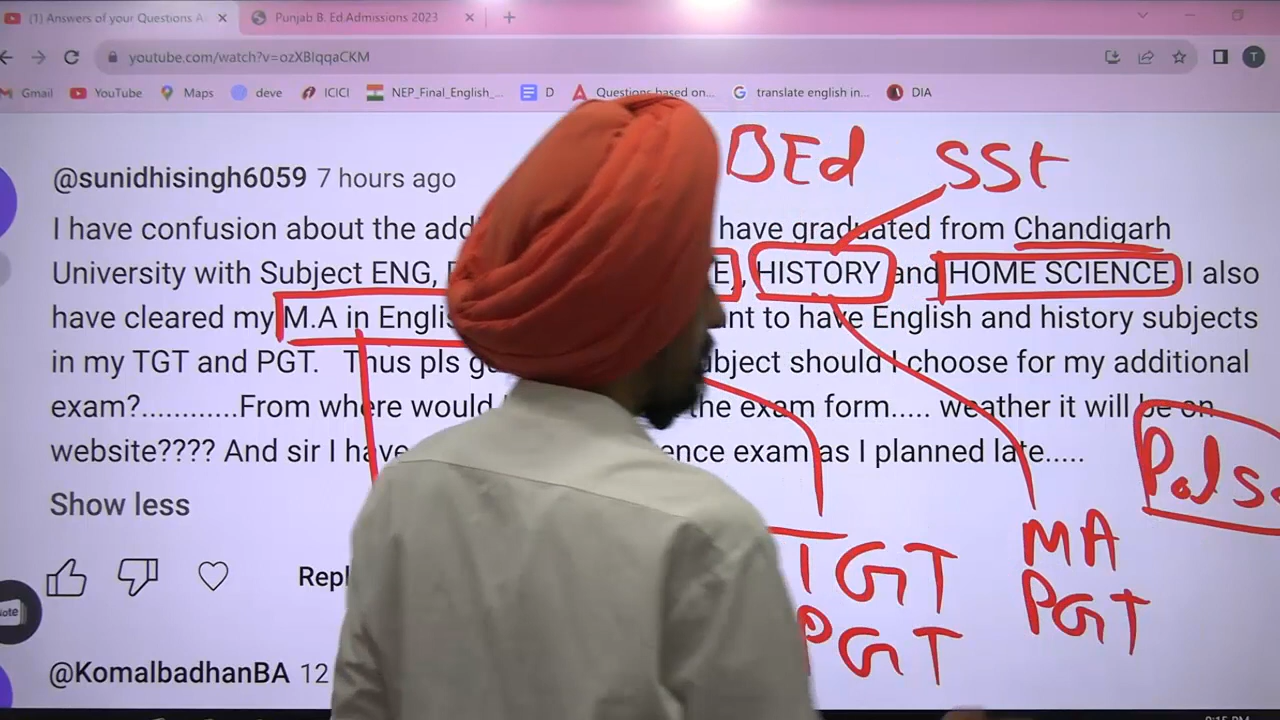 (1) Answers of your Questions A
Punjab B. Ed.Admissions 2023
youtube.com/watch?v=ozXBIqqaCKM
Gmail YouTube Maps deve ICICI NEP_Final_English_... D Questions based on... translate english in... DIA
BEd SSt
@sunidhisingh6059 7 hours ago
I have confusion about the add have graduated from Chandigarh
University with Subject ENG, E, HISTORY and HOME SCIENCE. I also
have cleared my M.A in Englis nt to have English and history subjects
in my TGT and PGT. Thus pls g ubject should I choose for my additional
exam?............From where would the exam form..... weather it will be on
website???? And sir I have ence exam as I planned late.....
Pol Sc
Show less
TGT MA
PGT PGT
Repl
ote
@KomalbadhanBA 12